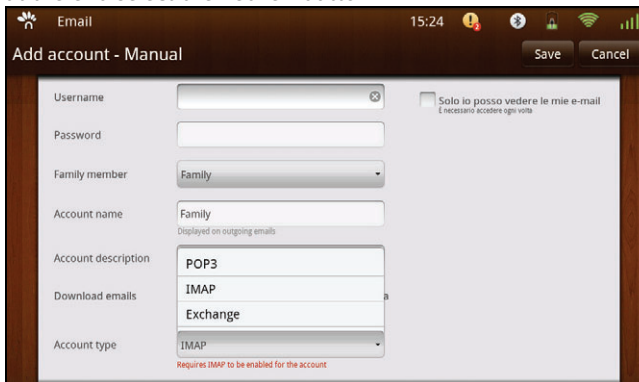 Email 15:24 2
Add account - Manual Save Cancel
Username
Solo io posso vedere le mie e-mail
È necessario accedere ogni volta
Password
Family member Family
Account name Family
Displayed on outgoing emails
Account description
POP3
IMAP
Download emails a
Exchange
Account type IMAP
Requires IMAP to be enabled for the account